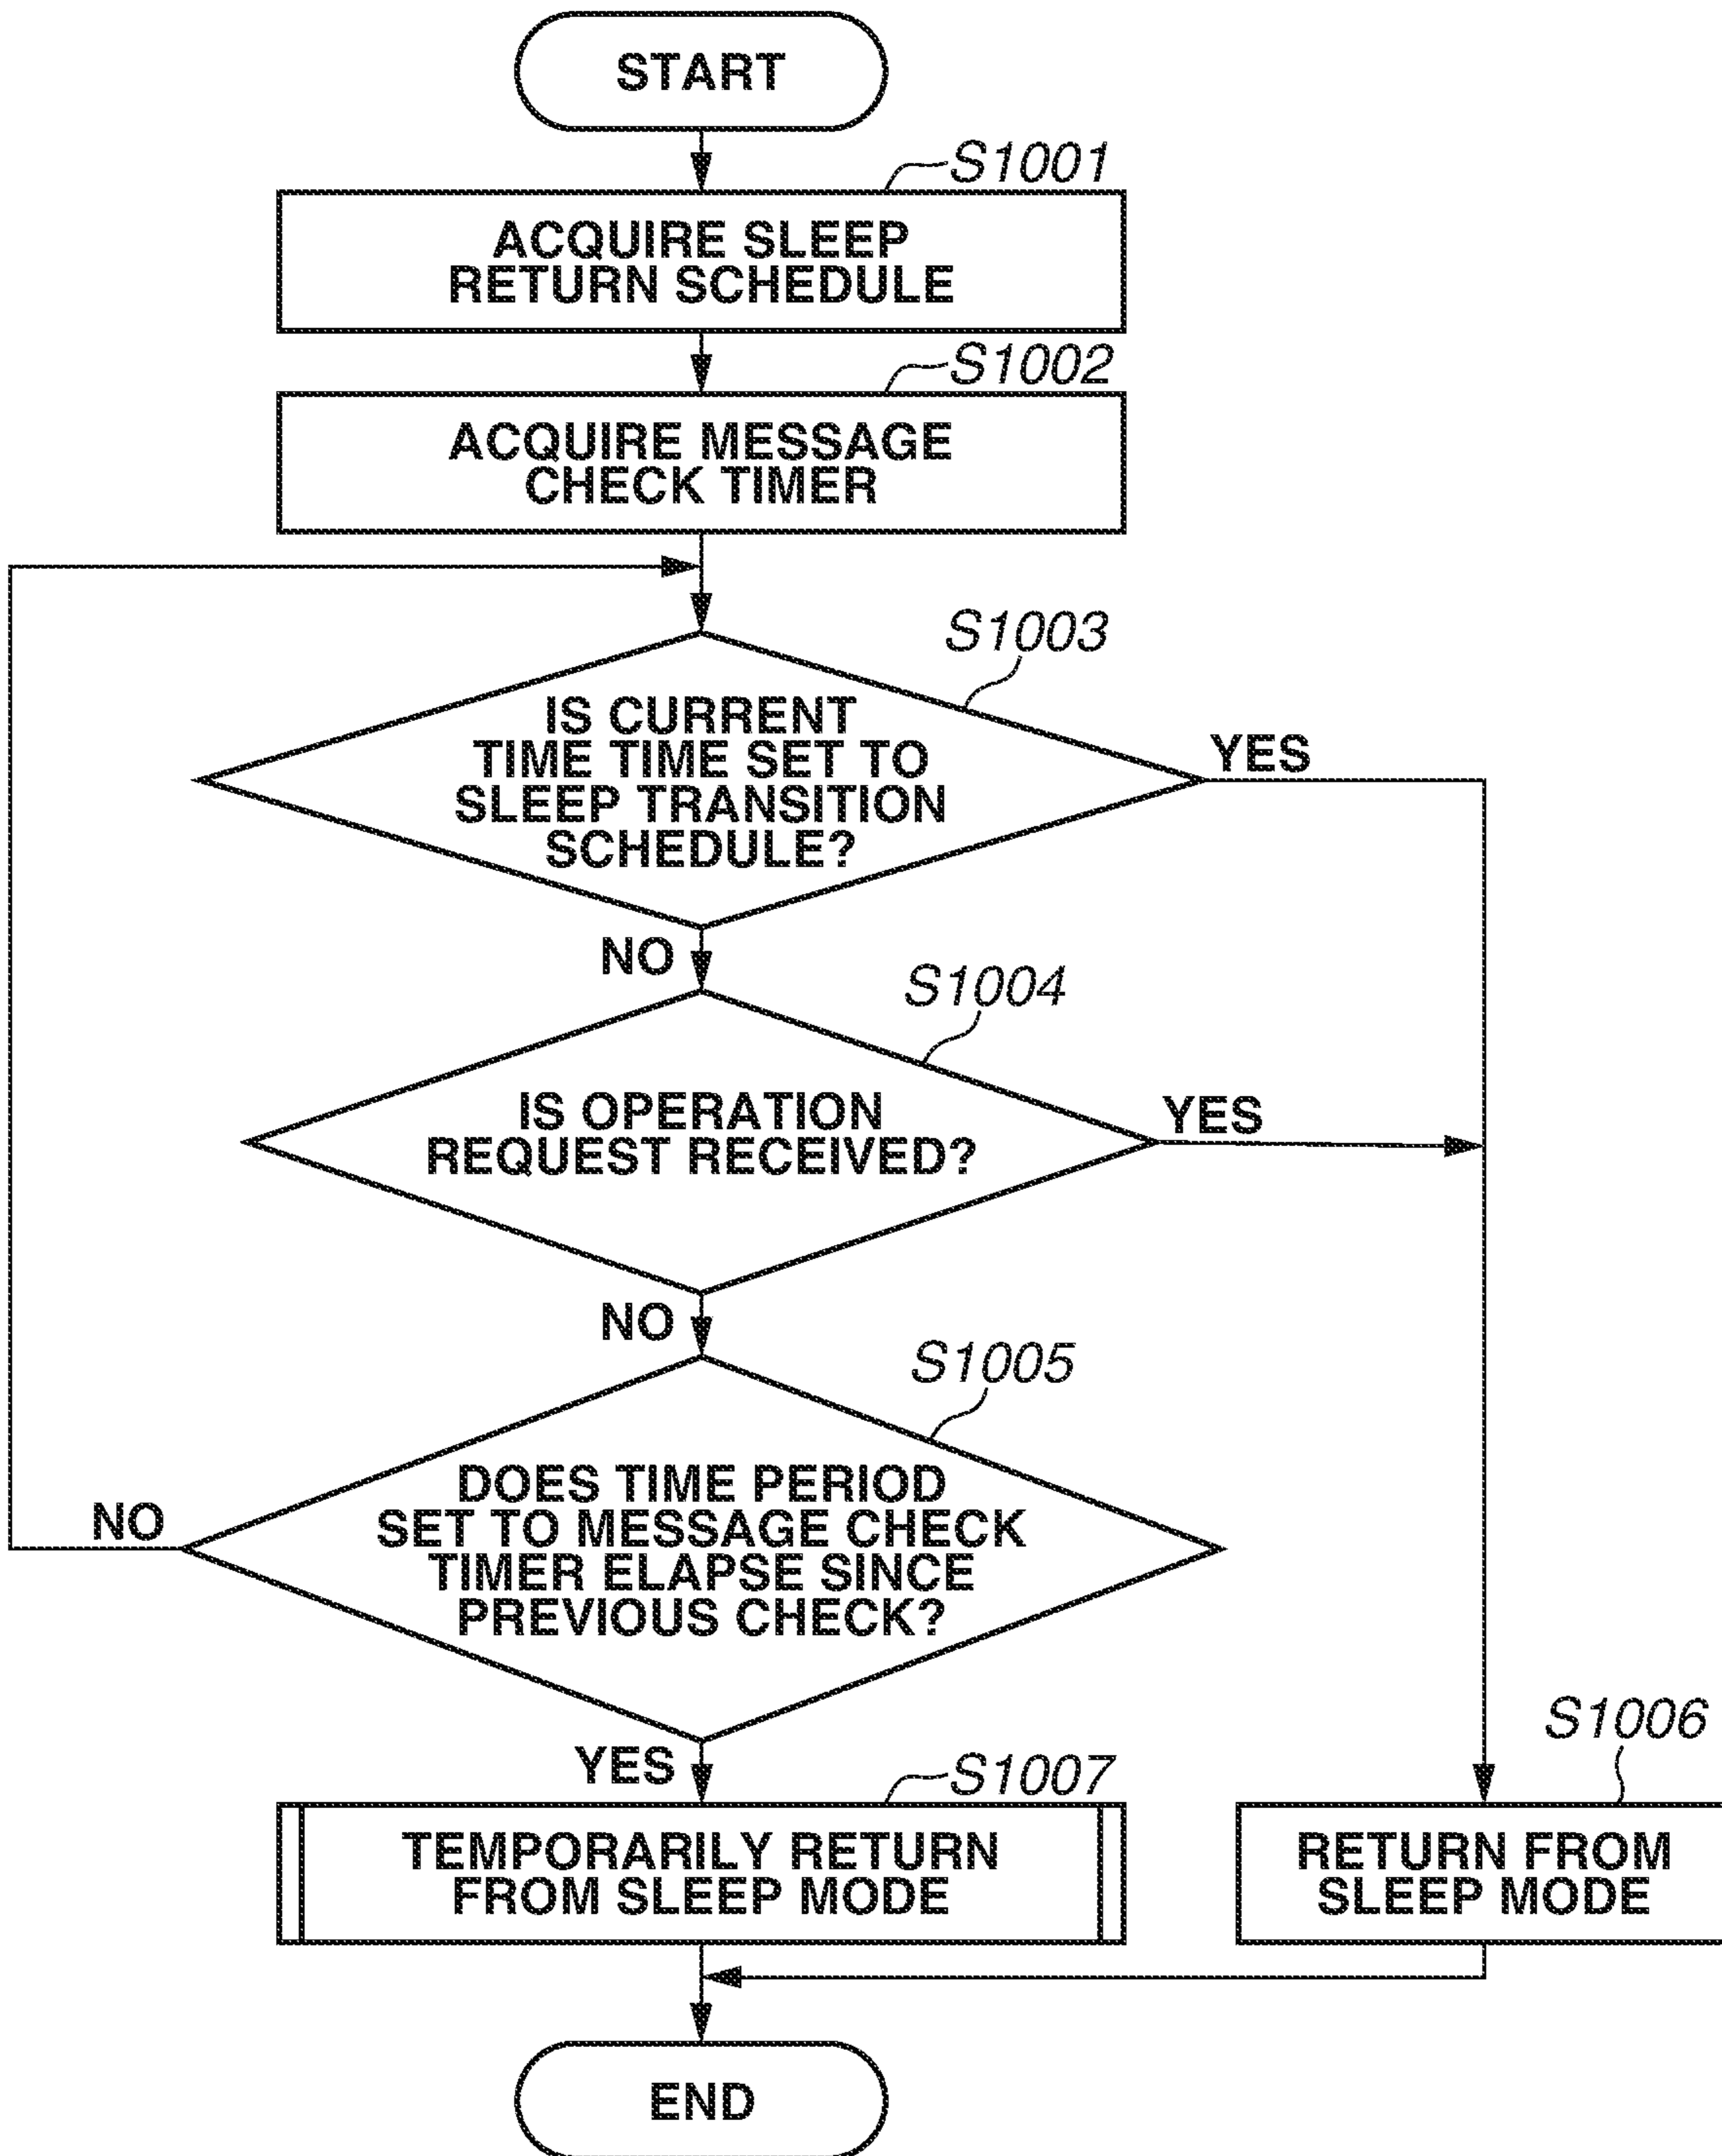 START
S1001
ACQUIRE SLEEP
RETURN SCHEDULE
S1002
ACQUIRE MESSAGE
CHECK TIMER
S1003
IS CURRENT
TIME TIME SET TO
SLEEP TRANSITION
SCHEDULE?
YES
NO
S1004
IS OPERATION
REQUEST RECEIVED?
YES
NO
S1005
DOES TIME PERIOD
SET TO MESSAGE CHECK
TIMER ELAPSE SINCE
PREVIOUS CHECK?
NO
YES
S1007
TEMPORARILY RETURN
FROM SLEEP MODE
S1006
RETURN FROM
SLEEP MODE
END